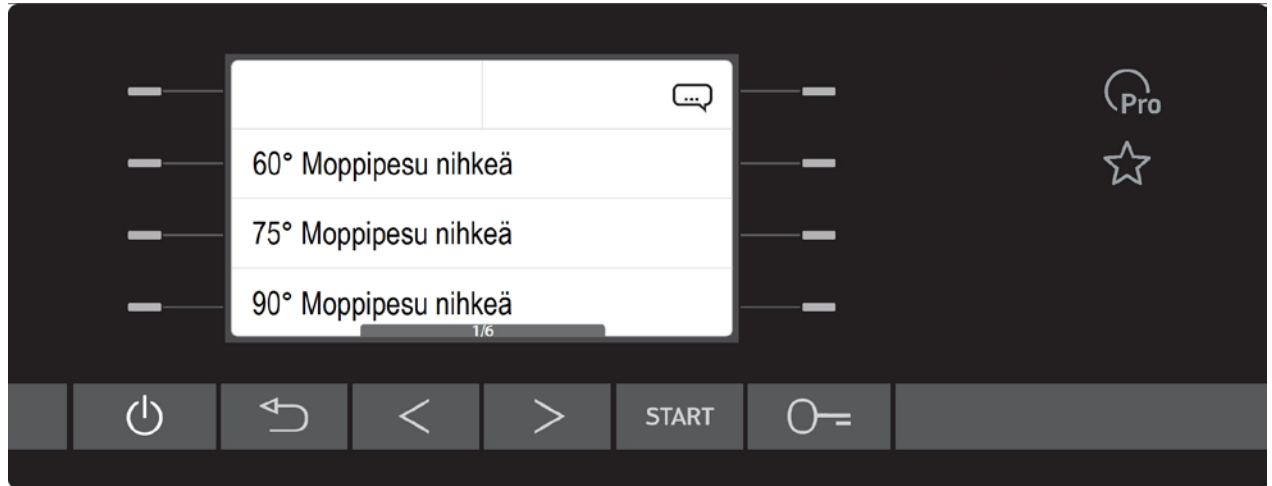 ...
Pro
60° Moppipesu nihkeä
75° Moppipesu nihkeä
90° Moppipesu nihkeä
1/6
START